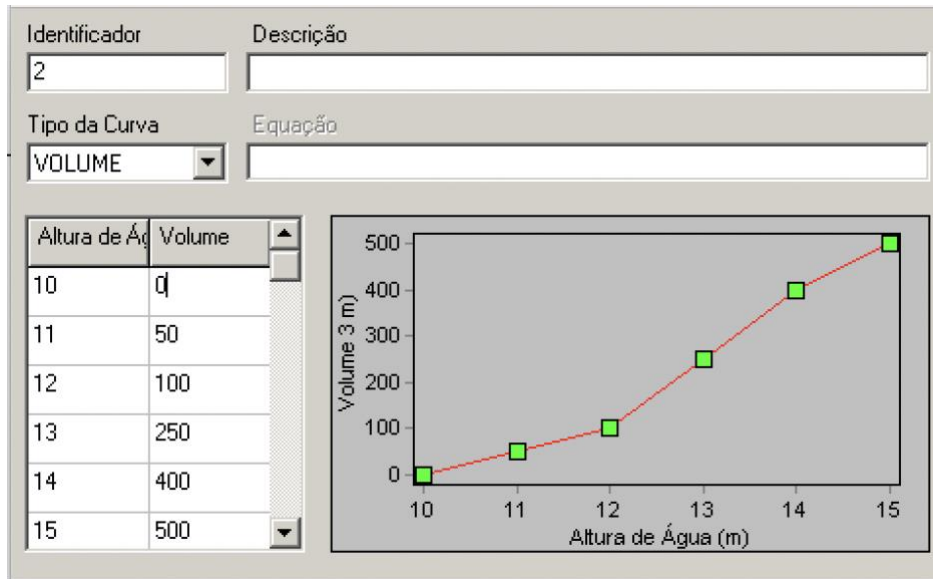 Identificador Descrição
2
Tipo da Curva Equação
VOLUME
Altura de Ág Volume
10 0
11 50
12 100
13 250
14 400
15 500
500
400
300
200
100
0
Volume 3 m)
10 11 12 13 14 15
Altura de Água (m)